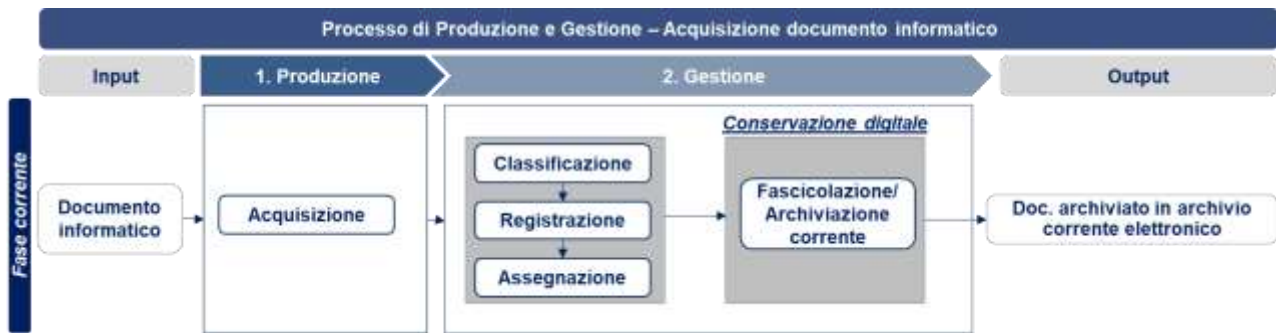 Processo di Produzione e Gestione – Acquisizione documento informatico
Input
1. Produzione
2. Gestione
Output
Fase corrente
Documento
informatico
Acquisizione
Classificazione
Registrazione
Assegnazione
Conservazione digitale
Fascicolazione/
Archiviazione
corrente
Doc. archiviato in archivio
corrente elettronico